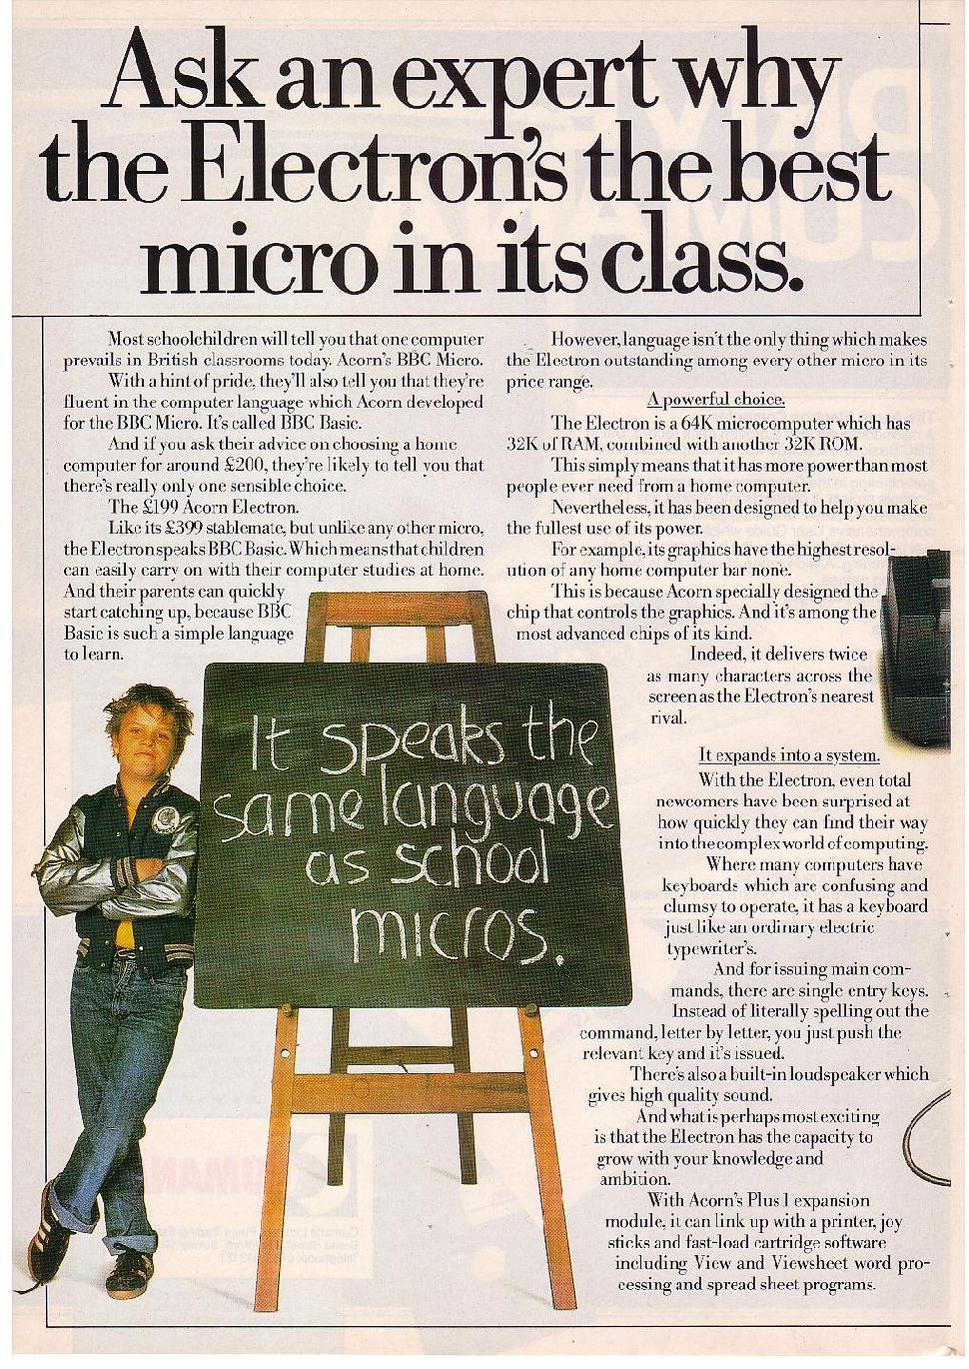 Ask an expert why
the Electron's the best
micro in its class.
Most schoolchildren will tell you that one computer
prevails in British classrooms today. Acorn's BBC Micro.
With a hint of pride, they'll also tell you that they're
fluent in the computer language which Acorn developed
for the BBC Micro. It's called BBC Basic.
And if you ask their advice on choosing a home
computer for around £200, they're likely to tell you that
there's really only one sensible choice.
The £199 Acorn Electron.
Like its £399 stablemate, but unlike any other micro,
the Electron speaks BBC Basic. Which means that children
can easily carry on with their computer studies at home.
And their parents can quickly
start catching up, because BBC
Basic is such a simple language
to learn.
It speaks the
same language
as school
micros.
However, language isn't the only thing which makes
the Electron outstanding among every other micro in its
price range.
A powerful choice.
The Electron is a 64K microcomputer which has
32K of RAM, combined with another 32K ROM.
This simply means that it has more power than most
people ever need from a home computer.
Nevertheless, it has been designed to help you make
the fullest use of its power.
For example, its graphics have the highest resol-
ution of any home computer bar none.
This is because Acorn specially designed the
chip that controls the graphics. And it's among the
most advanced chips of its kind.
Indeed, it delivers twice
as many characters across the
screen as the Electron's nearest
rival.
It expands into a system.
With the Electron, even total
newcomers have been surprised at
how quickly they can find their way
into the complex world of computing.
Where many computers have
keyboards which are confusing and
clumsy to operate, it has a keyboard
just like an ordinary electric
typewriter's.
And for issuing main com-
mands, there are single entry keys.
Instead of literally spelling out the
command, letter by letter, you just push the
relevant key and it's issued.
There's also a built-in loudspeaker which
gives high quality sound.
And what is perhaps most exciting
is that the Electron has the capacity to
grow with your knowledge and
ambition.
With Acorn's Plus 1 expansion
module, it can link up with a printer, joy
sticks and fast-load cartridge software
including View and Viewsheet word pro-
cessing and spread sheet programs.